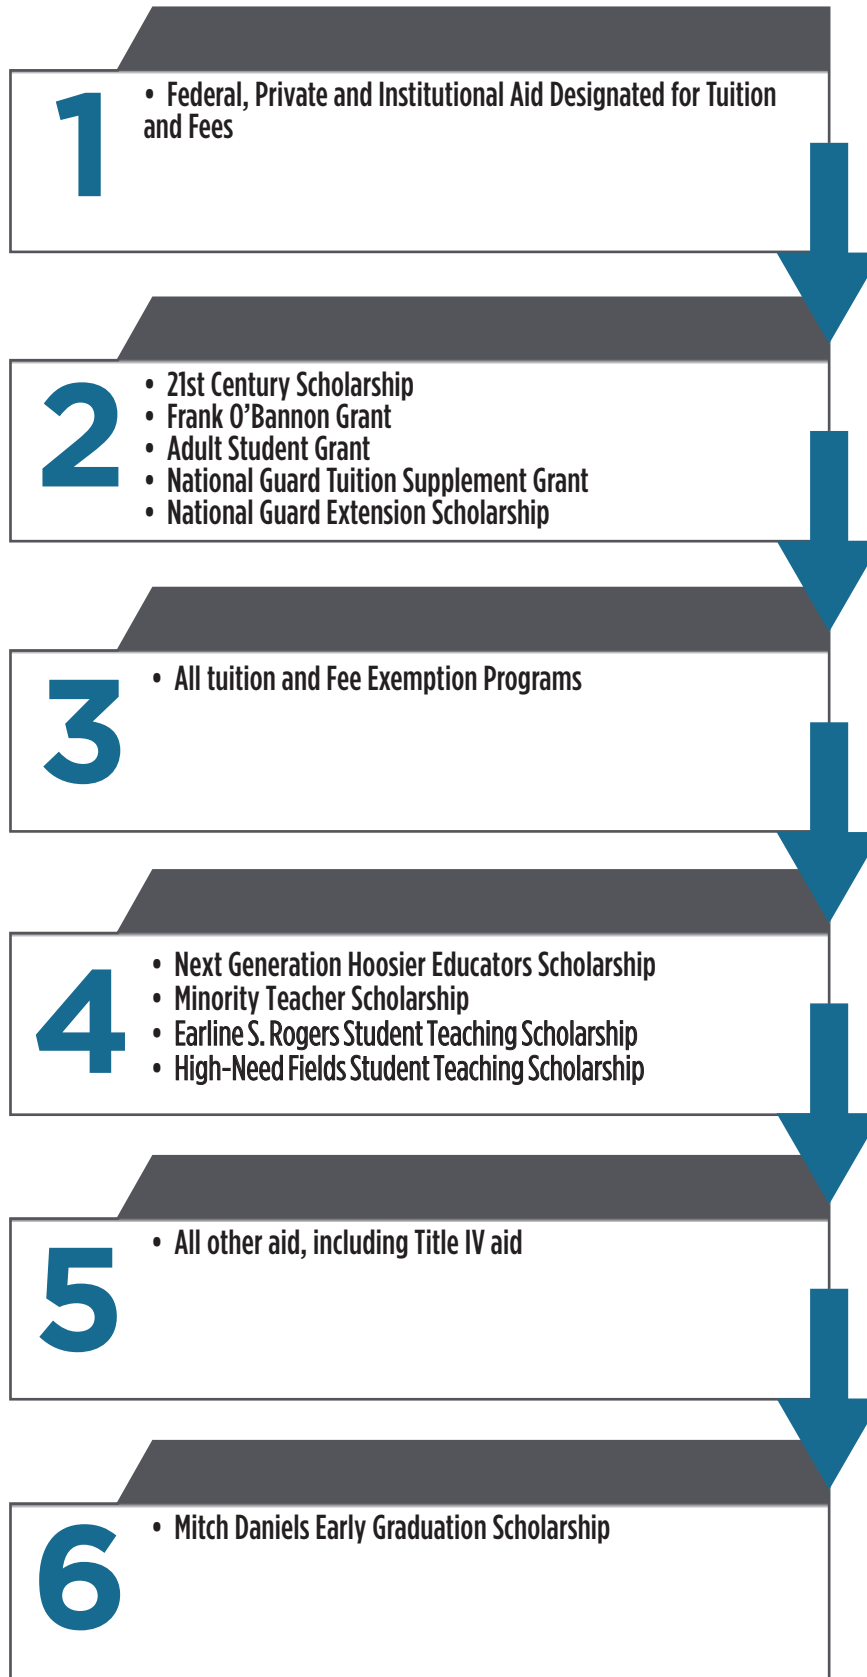 1
• Federal, Private and Institutional Aid Designated for Tuition
and Fees
2
• 21st Century Scholarship
• Frank O’Bannon Grant
• Adult Student Grant
• National Guard Tuition Supplement Grant
• National Guard Extension Scholarship
3
• All tuition and Fee Exemption Programs
4
• Next Generation Hoosier Educators Scholarship
• Minority Teacher Scholarship
• Earline S. Rogers Student Teaching Scholarship
• High-Need Fields Student Teaching Scholarship
5
• All other aid, including Title IV aid
6
• Mitch Daniels Early Graduation Scholarship